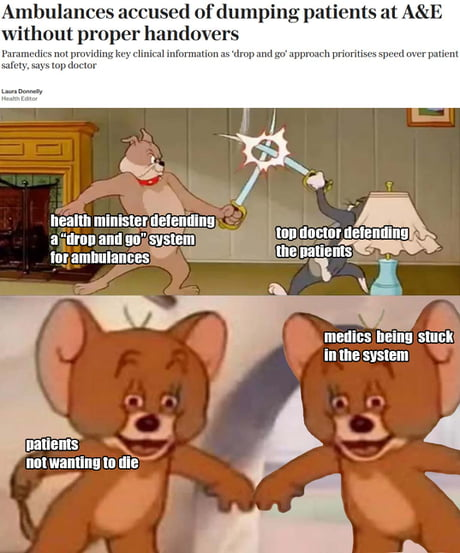 Ambulances accused of dumping patients at A&E
without proper handovers
Paramedics not providing key clinical information as 'drop and go' approach prioritises speed over patient
safety, says top doctor
Laura Donnelly
Health Editor
health minister defending
a "drop and go" system
for ambulances
top doctor defending
the patients
medics being stuck
in the system
patients
not wanting to die